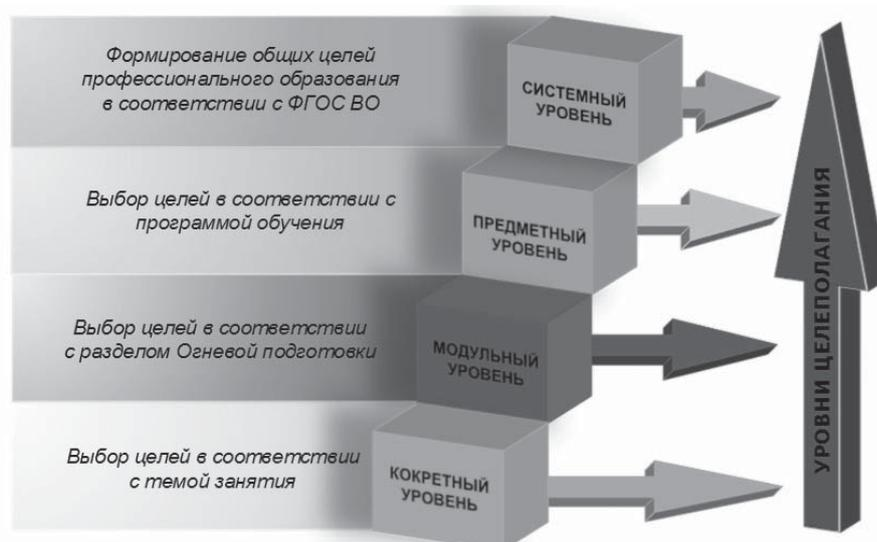 Формирование общих целей
профессионального образования
в соответствии с ФГОС ВО
СИСТЕМНЫЙ
УРОВЕНЬ
Выбор целей в соответствии с
программой обучения
ПРЕДМЕТНЫЙ
УРОВЕНЬ
Выбор целей в соответствии
с разделом Огневой подготовки
МОДУЛЬНЫЙ
УРОВЕНЬ
Выбор целей в соответствии
с темой занятия
КОКРЕТНЫЙ
УРОВЕНЬ
УРОВНИ ЦЕЛЕПОЛАГАНИЯ